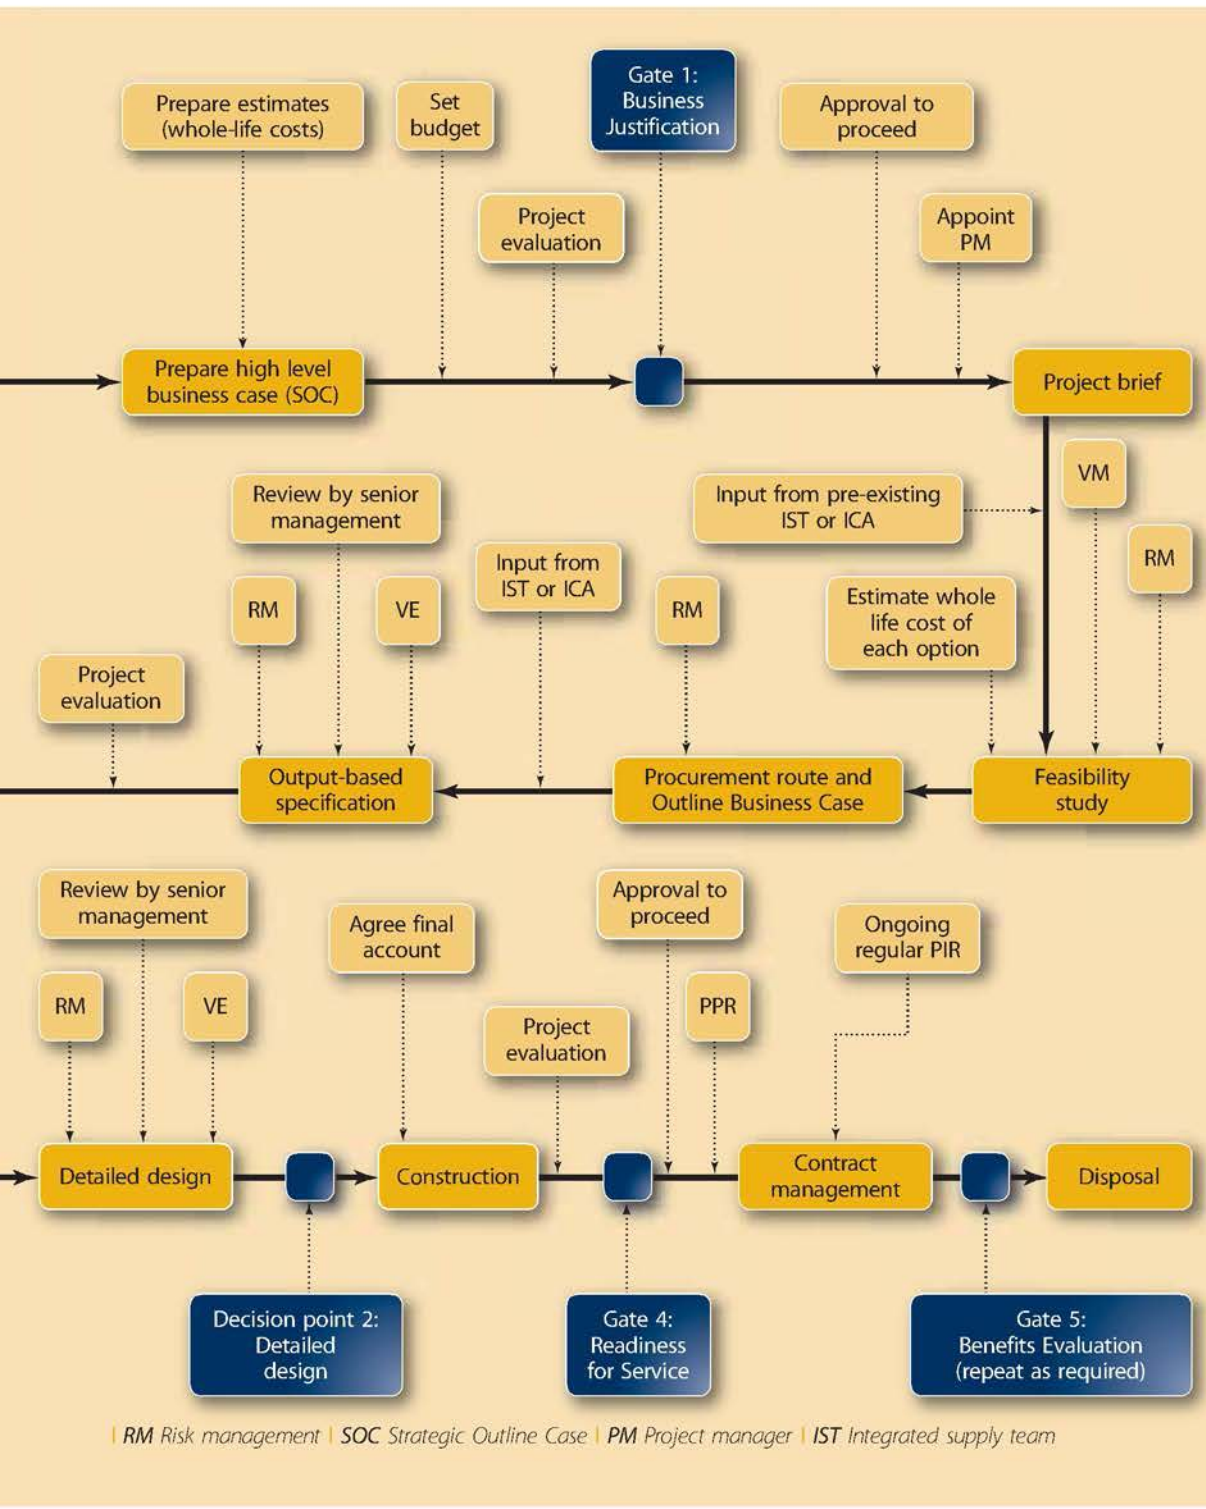 Prepare estimates
(whole-life costs)
Set
budget
Gate 1:
Business
Justification
Approval to
proceed
Project
evaluation
Appoint
PM
Prepare high level
business case (SOC)
Project brief
Review by senior
management
Input from pre-existing
IST or ICA
VM
RM
Input from
IST or ICA
RM
VE
RM
Estimate whole
life cost of
each option
Project
evaluation
Output-based
specification
Procurement route and
Outline Business Case
Feasibility
study
Review by senior
management
Agree final
account
Approval to
proceed
Ongoing
regular PIR
RM
VE
Project
evaluation
PPR
Detailed design
Construction
Contract
management
Disposal
Decision point 2:
Detailed
design
Gate 4:
Readiness
for Service
Gate 5:
Benefits Evaluation
(repeat as required)
| RM Risk management | SOC Strategic Outline Case | PM Project manager | IST Integrated supply team